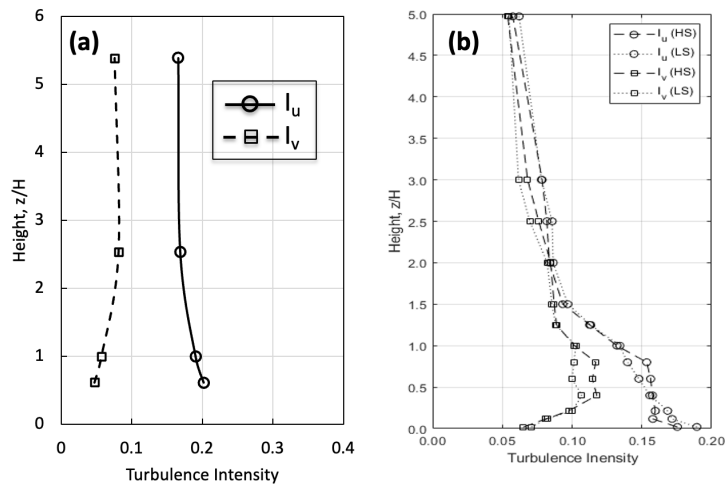 (a)
6
5
4
3
2
1
0
Height, z/H
0
0.1
0.2
0.3
0.4
Turbulence Intensity
I_u
I_v
(b)
5.0
4.5
4.0
3.5
3.0
2.5
2.0
1.5
1.0
0.5
0.0
Height, z/H
0.00
0.05
0.10
0.15
0.20
Turbulence Inensity
I_u (HS)
I_u (LS)
I_v (HS)
I_v (LS)